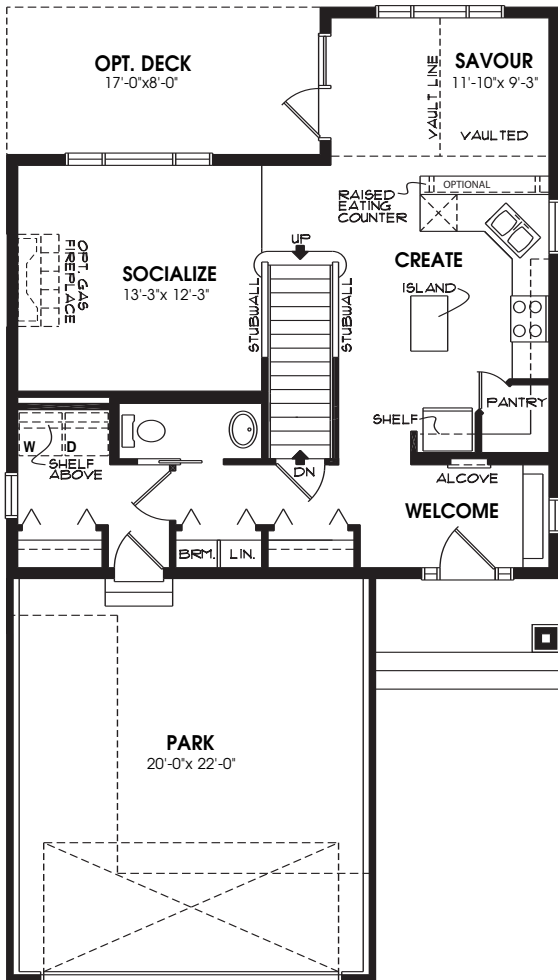 OPT. DECK
17'-0"x8'-0"
SAVOUR
11'-10"x 9'-3"
VAULT LINE
VAULTED
OPTIONAL
RAISED
EATING
COUNTER
UP
CREATE
ISLAND
SOCIALIZE
13'-3"x 12'-3"
OPT. GAS
FIREPLACE
STUBWALL
STUBWALL
PANTRY
SHELF
W
D
SHELF
ABOVE
DN
ALCOVE
WELCOME
BRM.
LIN.
PARK
20'-0"x 22'-0"